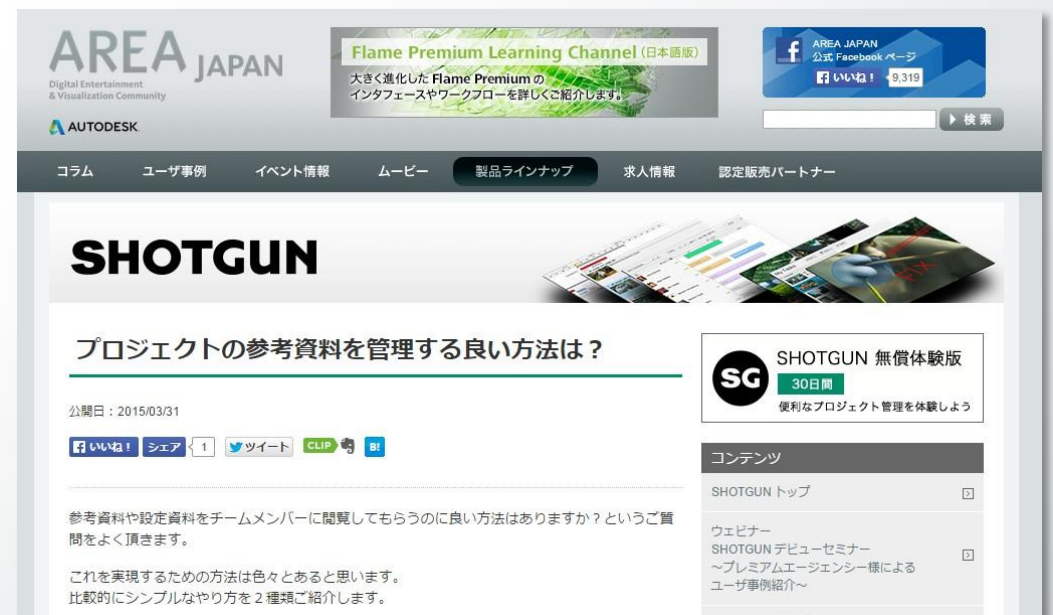 AREA JAPAN
Digital Entertainment
& Visualization Community
AUTODESK
Flame Premium Learning Channel (日本語版)
大きく進化した Flame Premium の
インタフェースやワークフローを詳しくご紹介します。
AREA JAPAN
公式 Facebook ページ
いいね! 9,319
検索
コラム ユーザ事例 イベント情報 ムービー 製品ラインナップ 求人情報 認定販売パートナー
SHOTGUN
プロジェクトの参考資料を管理する良い方法は？
公開日：2015/03/31
いいね! シェア 1 ツイート CLIP B!
参考資料や設定資料をチームメンバーに閲覧してもらうのに良い方法はありますか？というご質
問をよく頂きます。
これを実現するための方法は色々とあると思います。
比較的にシンプルなやり方を２種類ご紹介します。
SG
SHOTGUN 無償体験版
30日間
便利なプロジェクト管理を体験しよう
コンテンツ
SHOTGUN トップ
ウェビナー
SHOTGUN デビューセミナー
～プレミアムエージェンシー様による
ユーザ事例紹介～